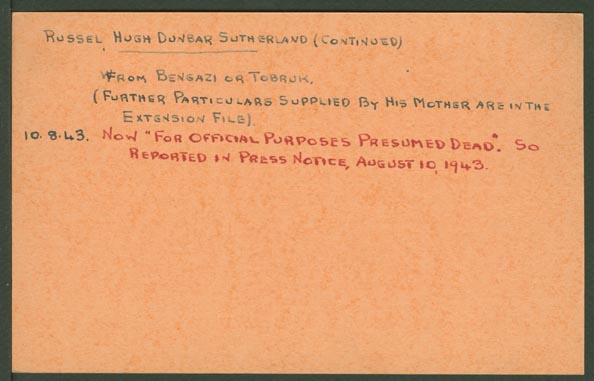 RUSSEL, HUGH DUNBAR SUTHERLAND (CONTINUED)
FROM BENGAZI OR TOBRUK.
(FURTHER PARTICULARS SUPPLIED BY HIS MOTHER ARE IN THE
EXTENSION FILE).
10.8.43. NOW "FOR OFFICIAL PURPOSES PRESUMED DEAD". SO
REPORTED IN PRESS NOTICE, AUGUST 10, 1943.